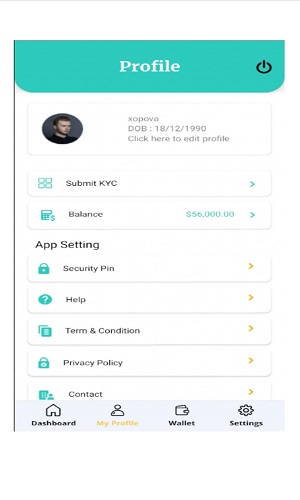 Profile
xopova
DOB : 18/12/1990
Click here to edit profile
Submit KYC
Balance $56,000.00
App Setting
Security Pin
Help
Term & Condition
Privacy Policy
Contact
Dashboard My Profile Wallet Settings